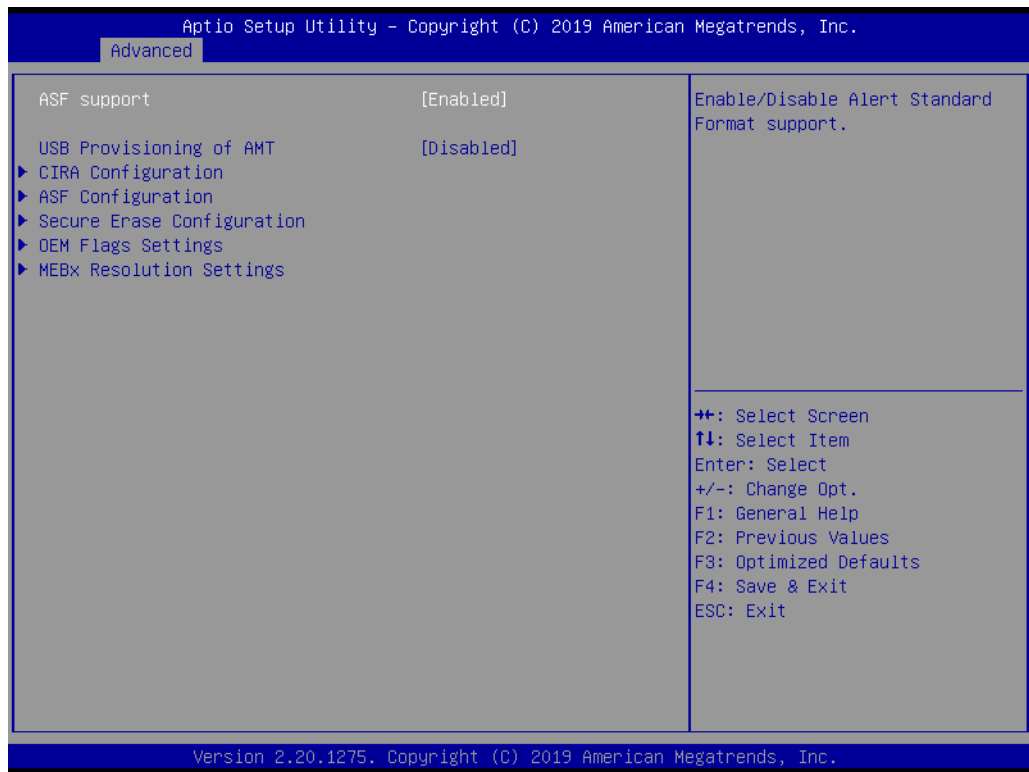 Aptio Setup Utility – Copyright (C) 2019 American Megatrends, Inc.
Advanced
ASF support [Enabled]
USB Provisioning of AMT [Disabled]
▶ CIRA Configuration
▶ ASF Configuration
▶ Secure Erase Configuration
▶ OEM Flags Settings
▶ MEBx Resolution Settings
Enable/Disable Alert Standard
Format support.
→←: Select Screen
↑↓: Select Item
Enter: Select
+/-: Change Opt.
F1: General Help
F2: Previous Values
F3: Optimized Defaults
F4: Save & Exit
ESC: Exit
Version 2.20.1275. Copyright (C) 2019 American Megatrends, Inc.